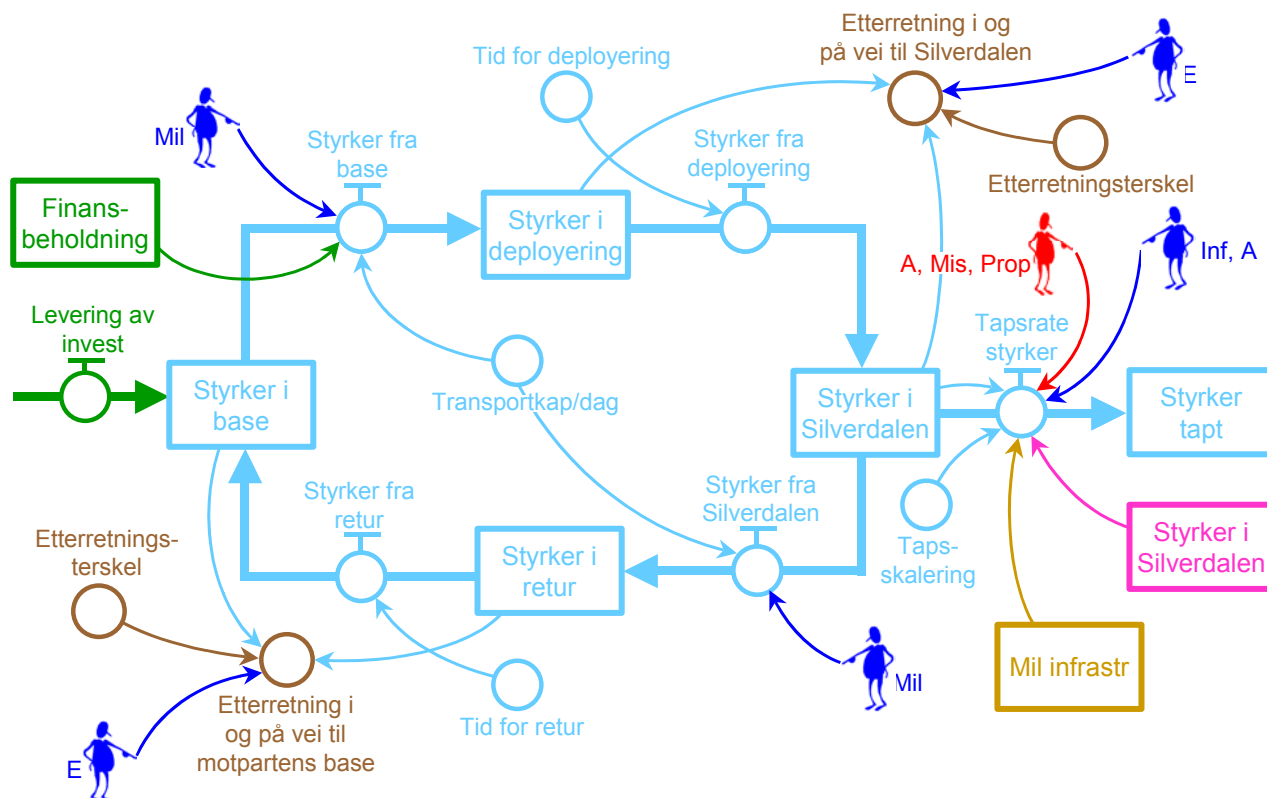 Etterretning i og
på vei til Silverdalen
Tid for deployering
E
Mil
Styrker fra
base
Styrker fra
deployering
Etterretningsterskel
Finans-
beholdning
Styrker i
deployering
A, Mis, Prop
Inf, A
Levering av
invest
Tapsrate
styrker
Styrker i
base
Transportkap/dag
Styrker i
Silverdalen
Styrker
tapt
Styrker fra
retur
Styrker fra
Silverdalen
Etterretnings-
terskel
Styrker i
retur
Taps-
skalering
Styrker i
Silverdalen
Mil infrastr
Mil
Etterretning i
og på vei til
motpartens base
Tid for retur
E